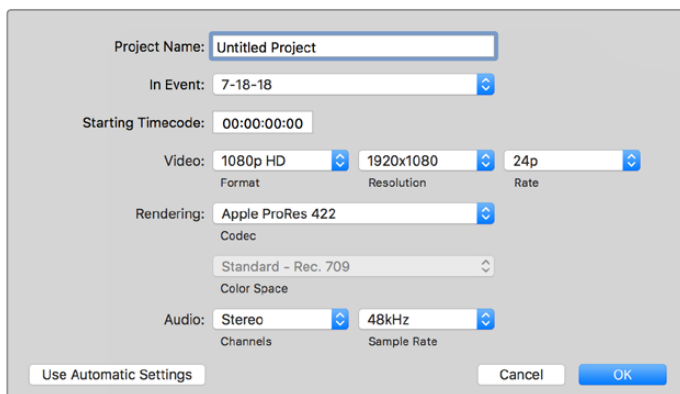 Project Name: Untitled Project
In Event: 7-18-18
Starting Timecode: 00:00:00:00
Video: 1080p HD 1920x1080 24p
Format Resolution Rate
Rendering: Apple ProRes 422
Codec
Standard - Rec. 709
Color Space
Audio: Stereo 48kHz
Channels Sample Rate
Use Automatic Settings Cancel OK